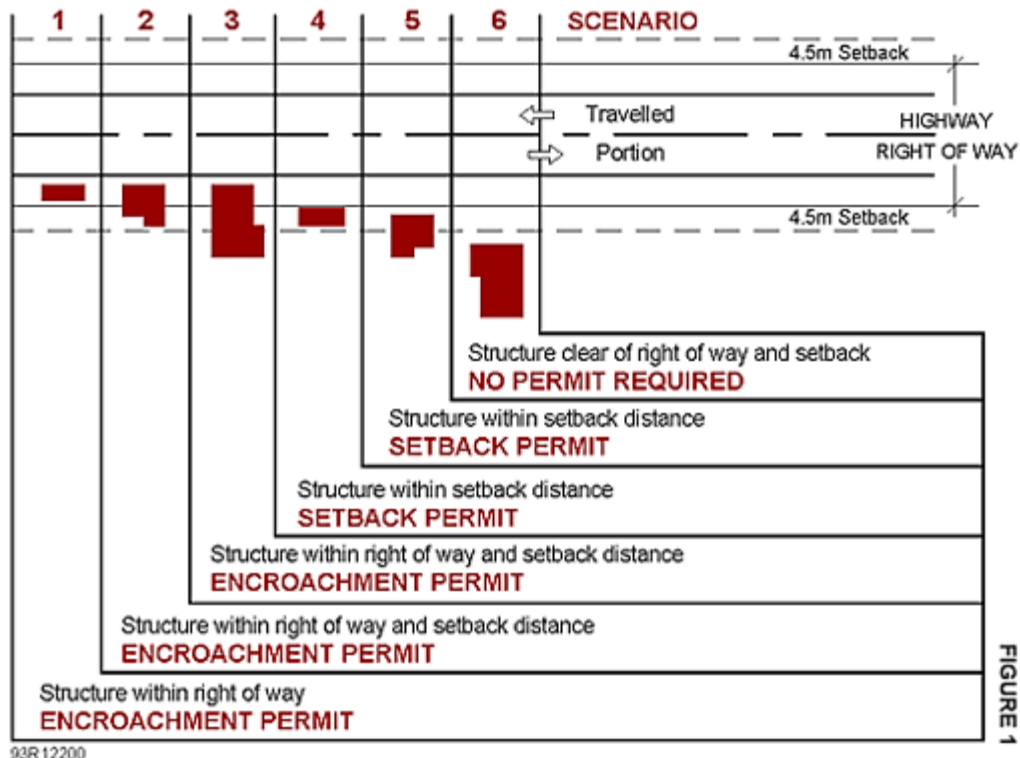 1 2 3 4 5 6 SCENARIO
4.5m Setback
Travelled
HIGHWAY
Portion
RIGHT OF WAY
4.5m Setback
Structure clear of right of way and setback
NO PERMIT REQUIRED
Structure within setback distance
SETBACK PERMIT
Structure within setback distance
SETBACK PERMIT
Structure within right of way and setback distance
ENCROACHMENT PERMIT
Structure within right of way and setback distance
ENCROACHMENT PERMIT
Structure within right of way
ENCROACHMENT PERMIT
FIGURE 1
93R12200